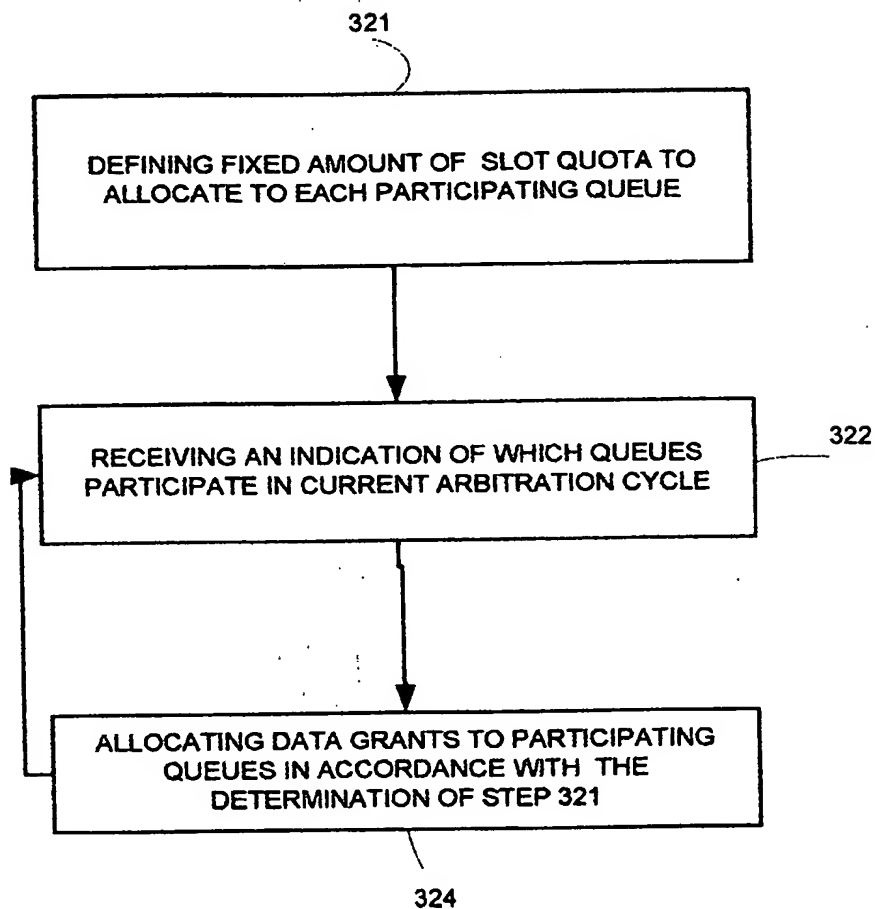 321
DEFINING FIXED AMOUNT OF SLOT QUOTA TO
ALLOCATE TO EACH PARTICIPATING QUEUE
RECEIVING AN INDICATION OF WHICH QUEUES
PARTICIPATE IN CURRENT ARBITRATION CYCLE
322
ALLOCATING DATA GRANTS TO PARTICIPATING
QUEUES IN ACCORDANCE WITH THE
DETERMINATION OF STEP 321
324